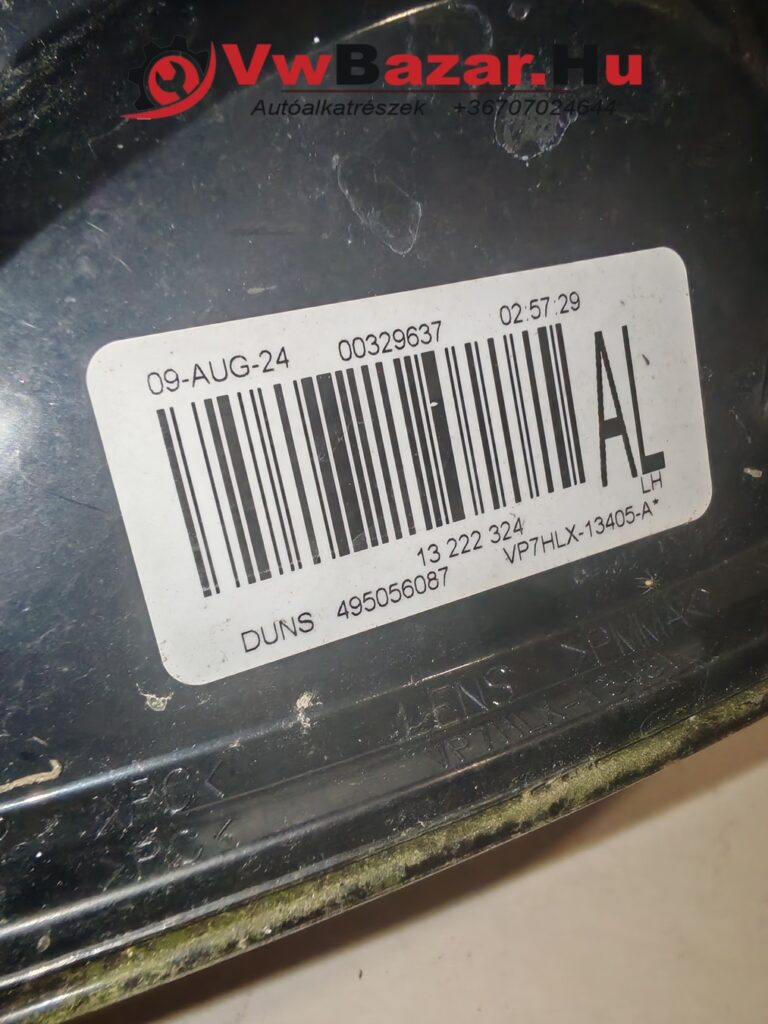 VwBazar.Hu
Autóalkatrészek +36707024644
09-AUG-24 00329637 02:57:29
AL
LH
13 222 324 VP7HLX-13405-A*
DUNS 495056087
LENS >PMMA<